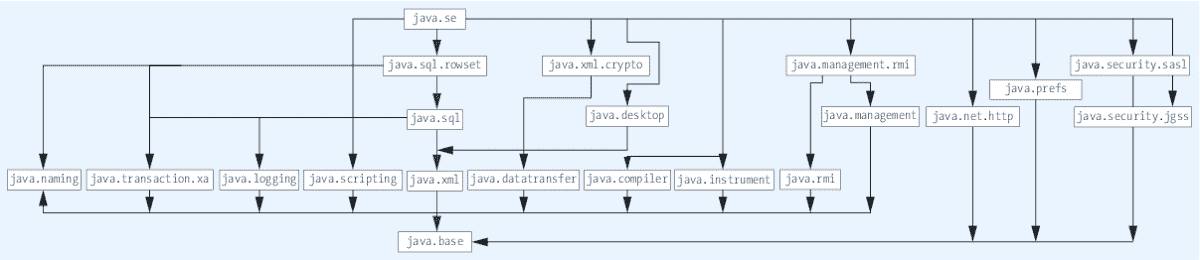 java.se
java.sql.rowset
java.xml.crypto
java.management.rmi
java.security.sasl
java.prefs
java.sql
java.desktop
java.management
java.net.http
java.security.jgss
java.naming
java.transaction.xa
java.logging
java.scripting
java.xml
java.datatransfer
java.compiler
java.instrument
java.rmi
java.base